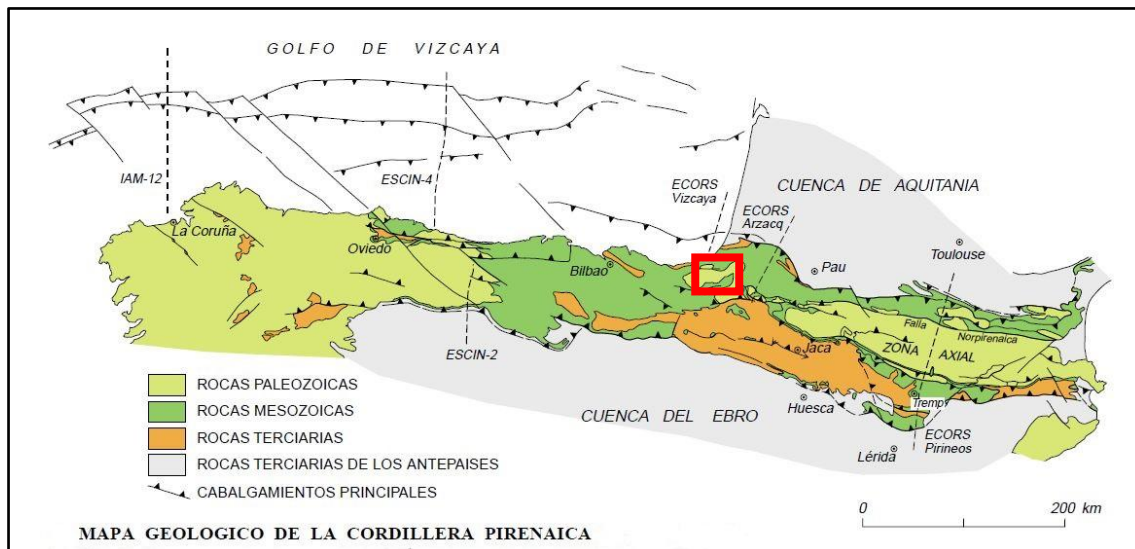 GOLFO DE VIZCAYA
IAM-12
ESCIN-4
ECORS
Vizcaya
CUENCA DE AQUITANIA
ECORS
Arzacq
La Coruña
Oviedo
Bilbao
Pau
Toulouse
Falla
Norpirenaica
ZONA
AXIAL
ESCIN-2
Jaca
Tremp
CUENCA DEL EBRO
Huesca
Lérida
ECORS
Pirineos
ROCAS PALEOZOICAS
ROCAS MESOZOICAS
ROCAS TERCIARIAS
ROCAS TERCIARIAS DE LOS ANTEPAISES
CABALGAMIENTOS PRINCIPALES
0 200 km
MAPA GEOLOGICO DE LA CORDILLERA PIRENAICA